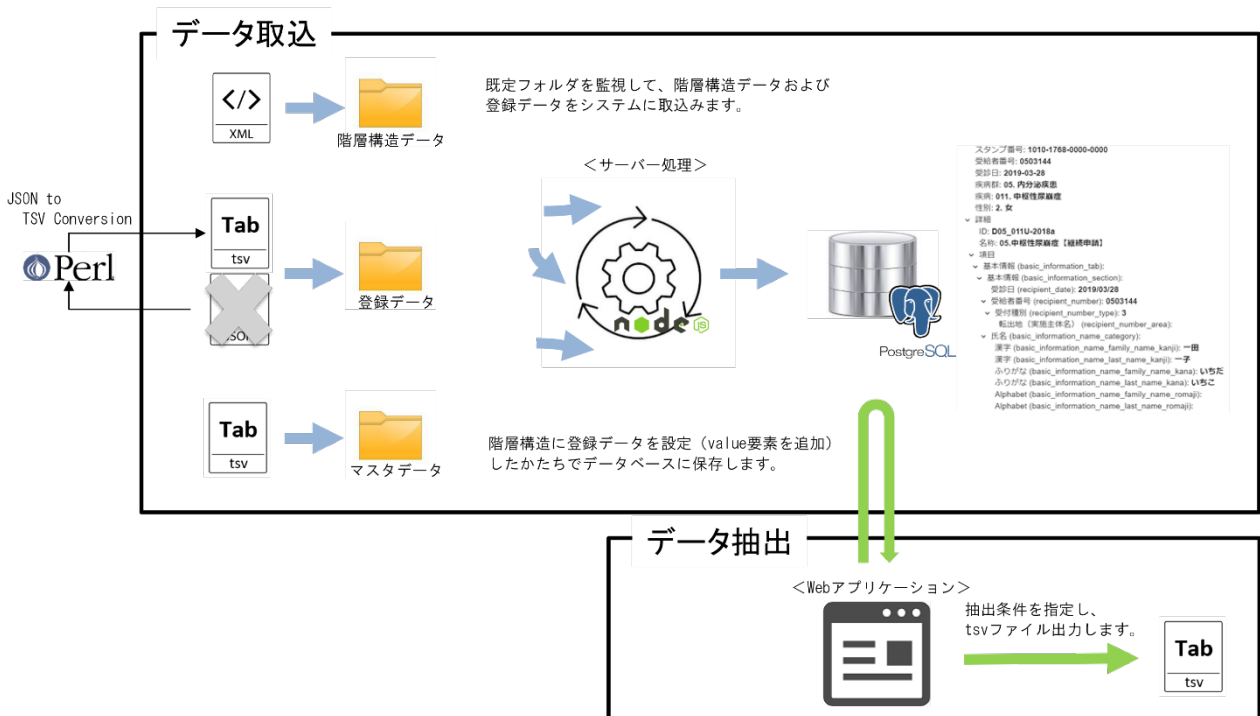 データ取込
</>
XML
階層構造データ
既定フォルダを監視して、階層構造データおよび
登録データをシステムに取込みます。
JSON to
TSV Conversion
Perl
Tab
tsv
JSON
登録データ
Tab
tsv
マスタデータ
＜サーバー処理＞
node
JS
PostgreSQL
階層構造に登録データを設定（value要素を追加）
したかたちでデータベースに保存します。
スタンプ番号: 1010-1768-0000-0000
受給者番号: 0503144
受診日: 2019-03-28
疾病群: 05. 内分泌疾患
疾病: 011. 中枢性尿崩症
性別: 2. 女
詳細
ID: D05_011U-2018a
名称: 05.中枢性尿崩症【継続申請】
項目
基本情報 (basic_information_tab):
基本情報 (basic_information_section):
受診日 (recipient_date): 2019/03/28
受給者番号 (recipient_number): 0503144
受付種別 (recipient_number_type): 3
転出地（実施主体名） (recipient_number_area):
氏名 (basic_information_name_category):
漢字 (basic_information_name_family_name_kanji): 一田
漢字 (basic_information_name_last_name_kanji): 一子
ふりがな (basic_information_name_family_name_kana): いちだ
ふりがな (basic_information_name_last_name_kana): いちこ
Alphabet (basic_information_name_family_name_romaji):
Alphabet (basic_information_name_last_name_romaji):
データ抽出
＜Webアプリケーション＞
抽出条件を指定し、
tsvファイル出力します。
Tab
tsv